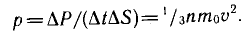 p = ΔP/(ΔtΔS) = ¹/₃nm₀v².